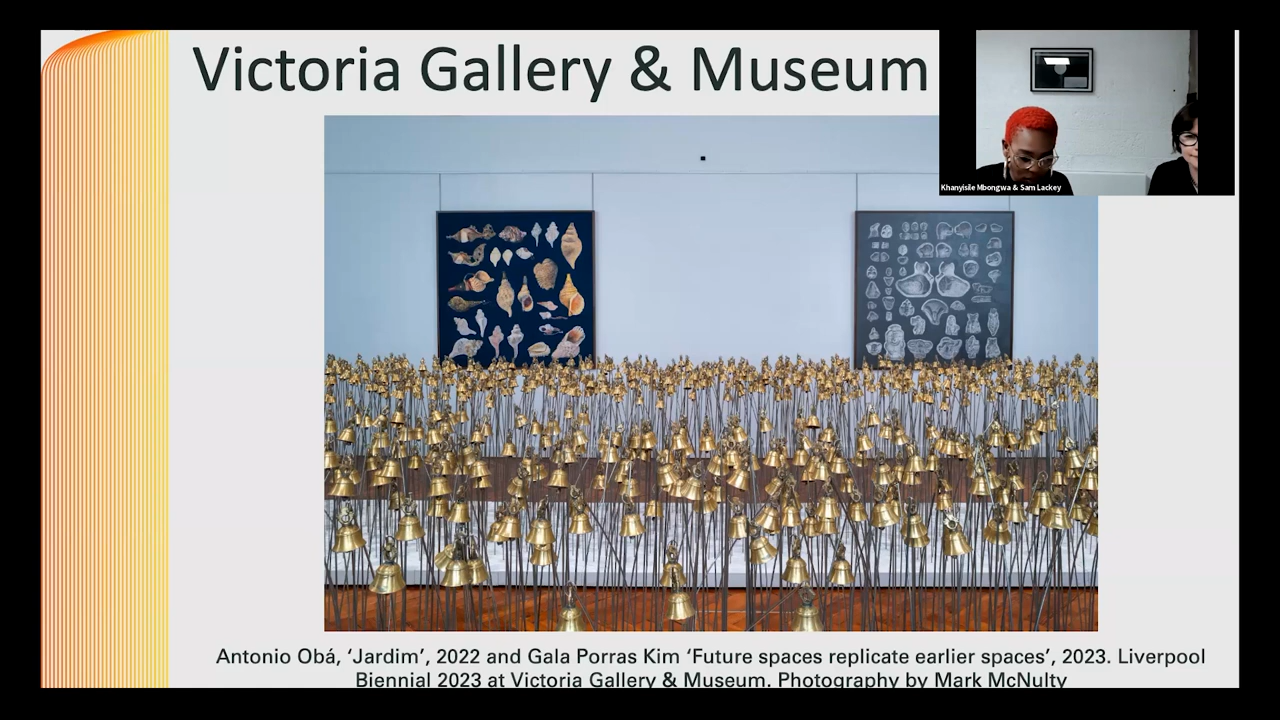 Victoria Gallery & Museum
Khanyisile Mbongwa & Sam Lackey
Antonio Obá, ‘Jardim’, 2022 and Gala Porras Kim ‘Future spaces replicate earlier spaces’, 2023. Liverpool
Biennial 2023 at Victoria Gallery & Museum. Photography by Mark McNulty